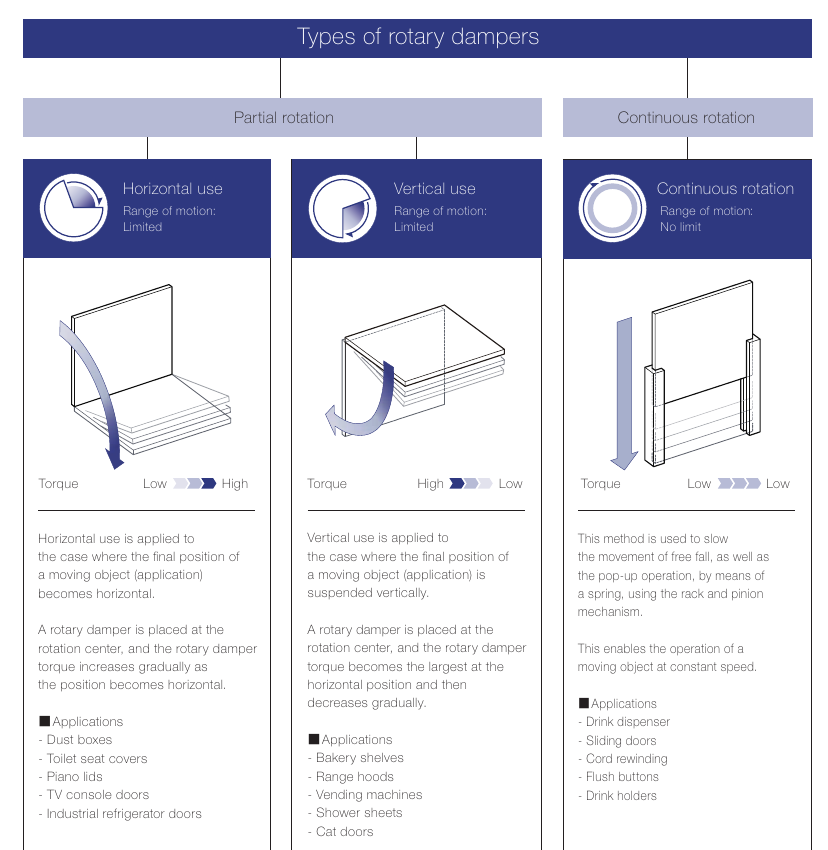 Types of rotary dampers
Partial rotation
Continuous rotation
Horizontal use
Range of motion:
Limited
Vertical use
Range of motion:
Limited
Continuous rotation
Range of motion:
No limit
Torque
Low
High
Horizontal use is applied to
the case where the final position of
a moving object (application)
becomes horizontal.
A rotary damper is placed at the
rotation center, and the rotary damper
torque increases gradually as
the position becomes horizontal.
■Applications
- Dust boxes
- Toilet seat covers
- Piano lids
- TV console doors
- Industrial refrigerator doors
Torque
High
Low
Vertical use is applied to
the case where the final position of
a moving object (application) is
suspended vertically.
A rotary damper is placed at the
rotation center, and the rotary damper
torque becomes the largest at the
horizontal position and then
decreases gradually.
■Applications
- Bakery shelves
- Range hoods
- Vending machines
- Shower sheets
- Cat doors
Torque
Low
Low
This method is used to slow
the movement of free fall, as well as
the pop-up operation, by means of
a spring, using the rack and pinion
mechanism.
This enables the operation of a
moving object at constant speed.
■Applications
- Drink dispenser
- Sliding doors
- Cord rewinding
- Flush buttons
- Drink holders